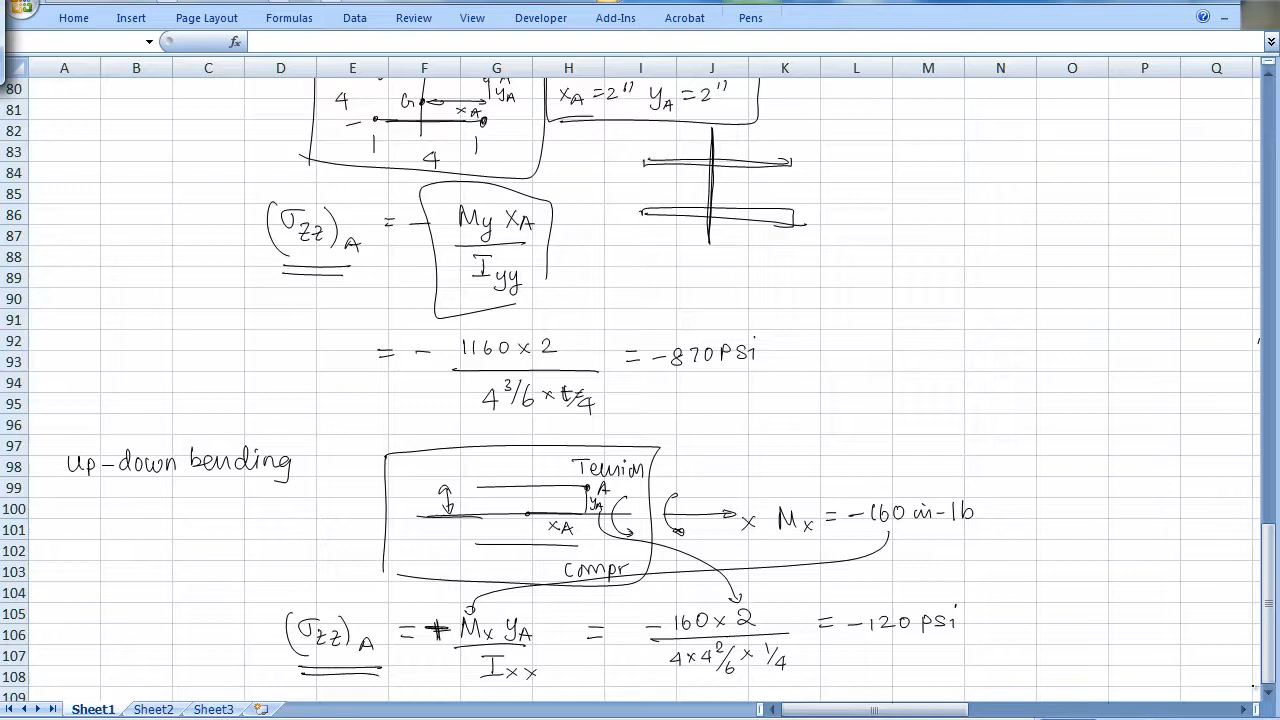 Home Insert Page Layout Formulas Data Review View Developer Add-Ins Acrobat Pens
fx
A B C D E F G H I J K L M N O P Q
80
81
82
83
84
85
86
87
88
89
90
91
92
93
94
95
96
97
98
99
100
101
102
103
104
105
106
107
108
109
4 G xA yA
1 4 1
xA = 2" yA = 2"
(σzz)A = - My xA / Iyy
= - 1160 × 2 / 4³/6 × t/4 = -870 psi
up-down bending
Tension
A
yA
xA
compr
x Mx = -160 in-lb
(σzz)A = + Mx yA / Ixx = -160 × 2 / 4×4²/6 × 1/4 = -120 psi
Sheet1 Sheet2 Sheet3